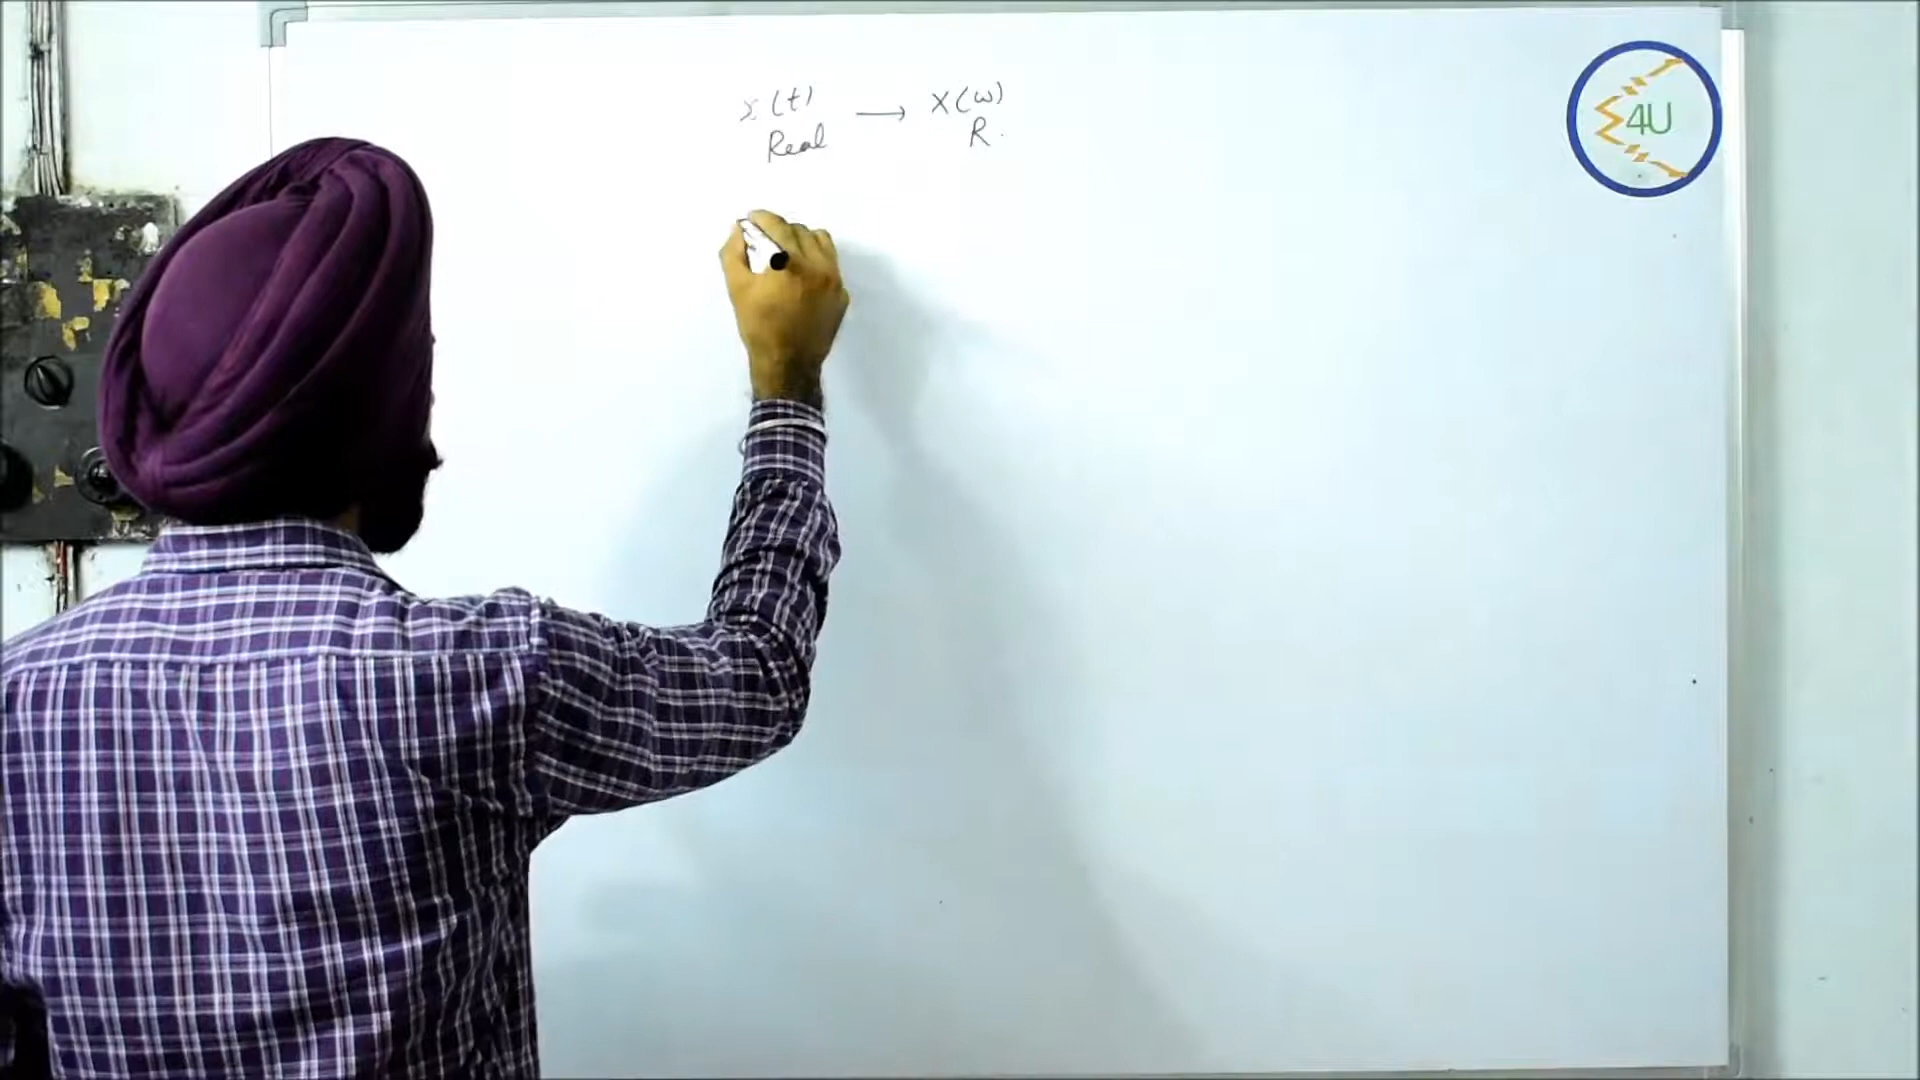 x(t) → X(ω)
Real R.
4U